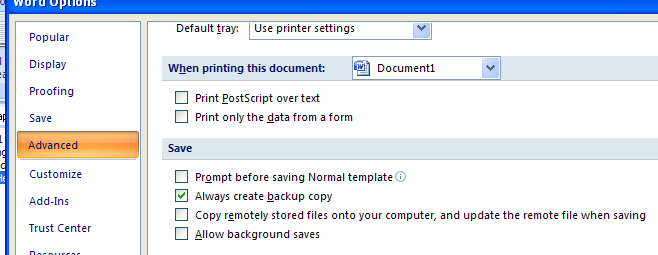 Word Options
Popular
Display
Proofing
Save
Advanced
Customize
Add-Ins
Trust Center
Resources
Default tray: Use printer settings
When printing this document: Document1
Print PostScript over text
Print only the data from a form
Save
Prompt before saving Normal template
Always create backup copy
Copy remotely stored files onto your computer, and update the remote file when saving
Allow background saves